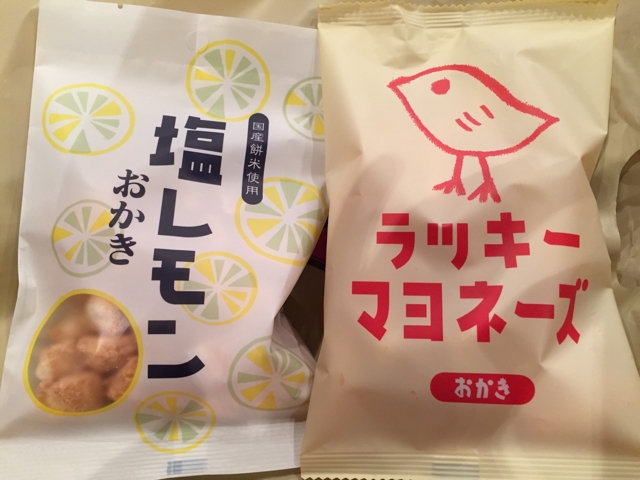 国産餅米使用
塩レモン
おかき
ラッキー
マヨネーズ
おかき